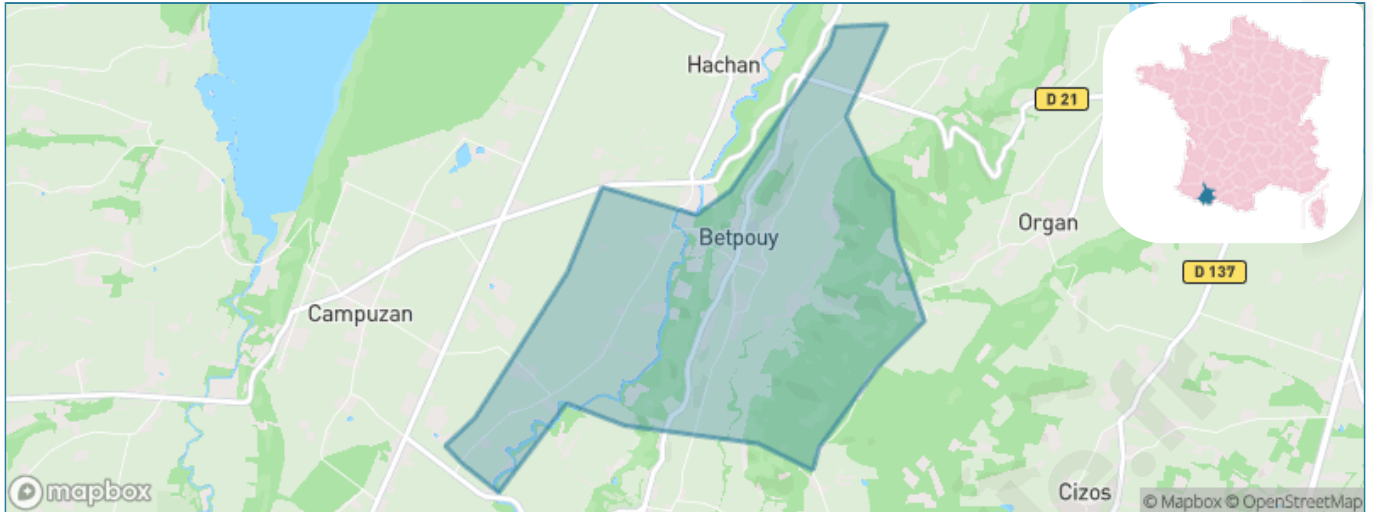 Hachan
D 21
Organ
Betpouy
D 137
Campuzan
Cizos
mapbox
© Mapbox © OpenStreetMap